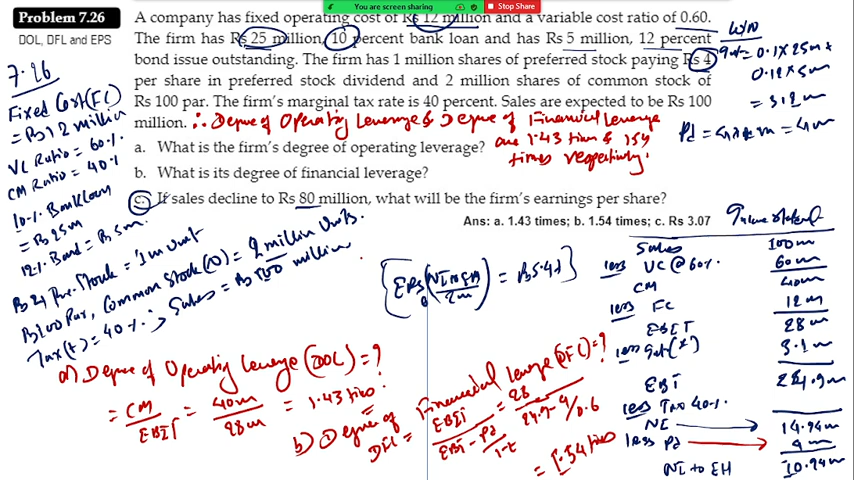 You are screen sharing
Stop Share
Problem 7.26
DOL, DFL and EPS
A company has fixed operating cost of Rs 12 million and a variable cost ratio of 0.60.
The firm has Rs 25 million, 10 percent bank loan and has Rs 5 million, 12 percent
bond issue outstanding. The firm has 1 million shares of preferred stock paying Rs 4
per share in preferred stock dividend and 2 million shares of common stock of
Rs 100 par. The firm's marginal tax rate is 40 percent. Sales are expected to be Rs 100
million. ∴ Degree of Operating Leverage & Degree of Financial Leverage
are 1.43 times & 1.54
times respectively.
a. What is the firm's degree of operating leverage?
b. What is its degree of financial leverage?
c. If sales decline to Rs 80 million, what will be the firm's earnings per share?
Ans: a. 1.43 times; b. 1.54 times; c. Rs 3.07
W/N
= 0.1×25m +
0.12×5m
= 3.1m
Pd = = 4m
7.26
Fixed Cost (FC)
= Rs 12 million
VC Ratio = 60%
CM Ratio = 40%
10% Bank Loan
= Rs 25m
12% Bond = Rs 5m
Rs 4 Pre. Stock = 1m unit
Rs 100 Par, Common Stock (N) = 2 million units
Tax (t) = 40%; Sales = Rs 100 million
a) Degree of Operating Leverage (DOL) = ?
= CM / EBIT = 40m / 28m = 1.43 times
{ EPS (NI to EH / 2m) = Rs 5.47 }
b) Degree of Financial Leverage (DFL) = ?
DFL = EBIT / EBT - Pd / 1-t = 28 / 24.9 - 4/0.6
= 1.54 times
Income Statement
Sales 100m
less VC @ 60% 60m
CM 40m
less FC 12m
EBIT 28m
less Int (*) 3.1m
EBT 24.9m
less Tax 40%
NI 14.94m
less Pd 4m
NI to EH 10.94m